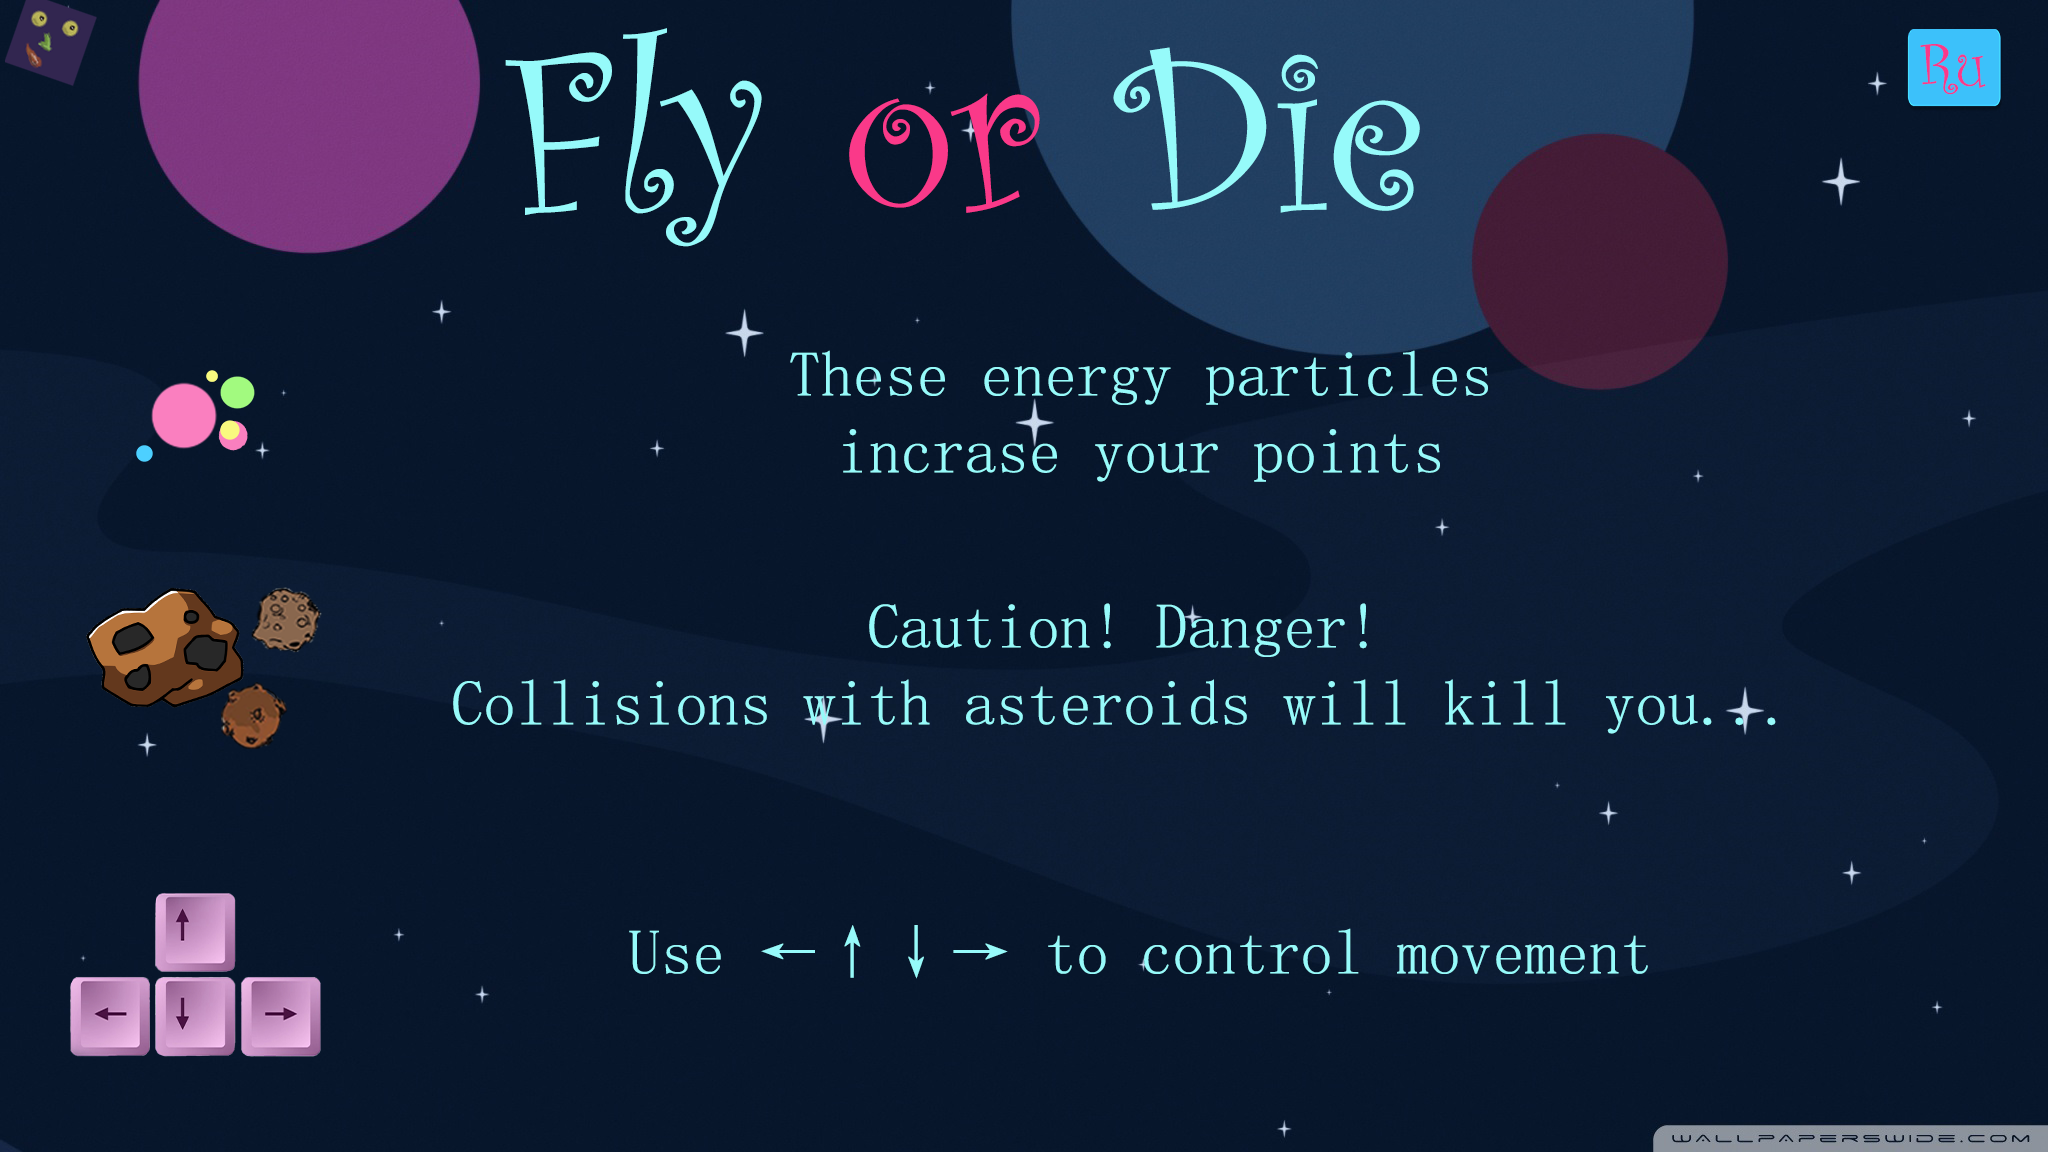 Fly or Die
Ru
These energy particles
incrase your points
Caution! Danger!
Collisions with asteroids will kill you...
↑
← ↓ →
Use ← ↑ ↓ → to control movement
WALLPAPERSWIDE.COM